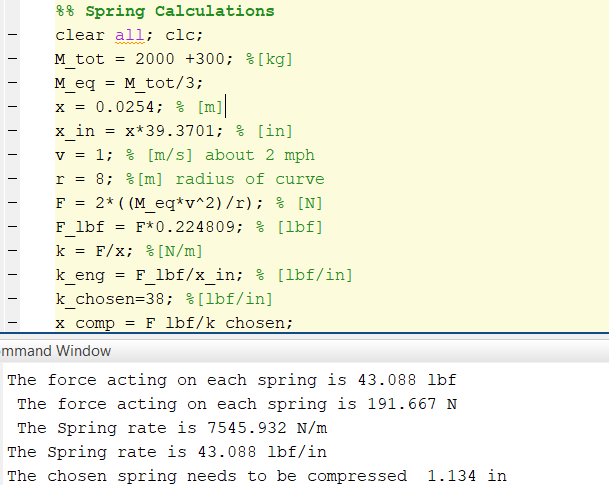 %% Spring Calculations
clear all; clc;
M_tot = 2000 +300; %[kg]
M_eq = M_tot/3;
x = 0.0254; % [m]
x_in = x*39.3701; % [in]
v = 1; % [m/s] about 2 mph
r = 8; %[m] radius of curve
F = 2*((M_eq*v^2)/r); % [N]
F_lbf = F*0.224809; % [lbf]
k = F/x; %[N/m]
k_eng = F_lbf/x_in; % [lbf/in]
k_chosen=38; %[lbf/in]
x_comp = F_lbf/k_chosen;
ommand Window
The force acting on each spring is 43.088 lbf
The force acting on each spring is 191.667 N
The Spring rate is 7545.932 N/m
The Spring rate is 43.088 lbf/in
The chosen spring needs to be compressed  1.134 in